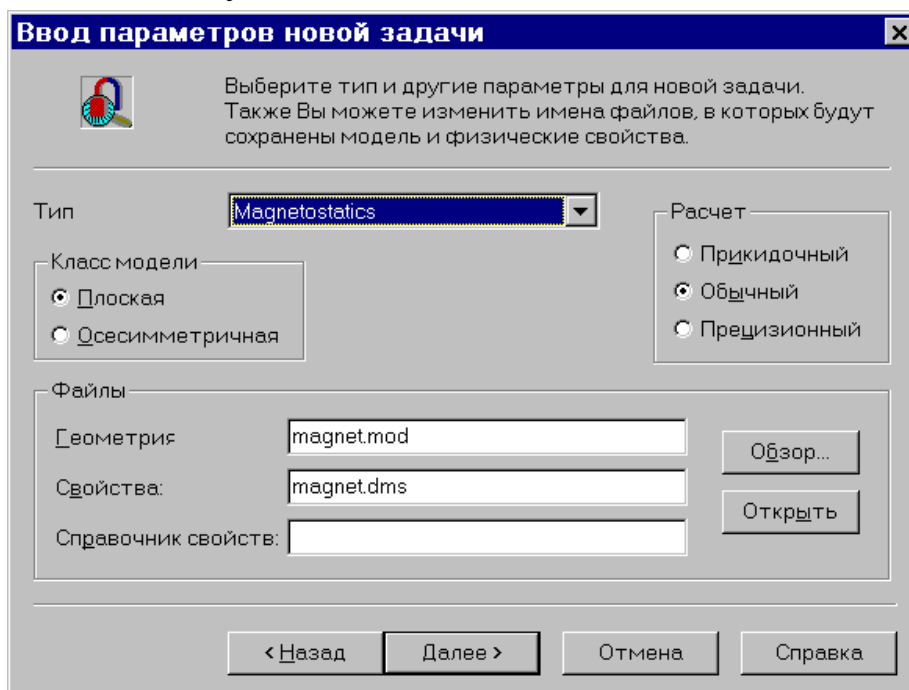 Ввод параметров новой задачи
Выберите тип и другие параметры для новой задачи.
Также Вы можете изменить имена файлов, в которых будут
сохранены модель и физические свойства.
Тип
Magnetostatics
Расчет
Прикидочный
Обычный
Прецизионный
Класс модели
Плоская
Осесимметричная
Файлы
Геометрия
magnet.mod
Свойства:
magnet.dms
Справочник свойств:
Обзор...
Открыть
< Назад
Далее >
Отмена
Справка